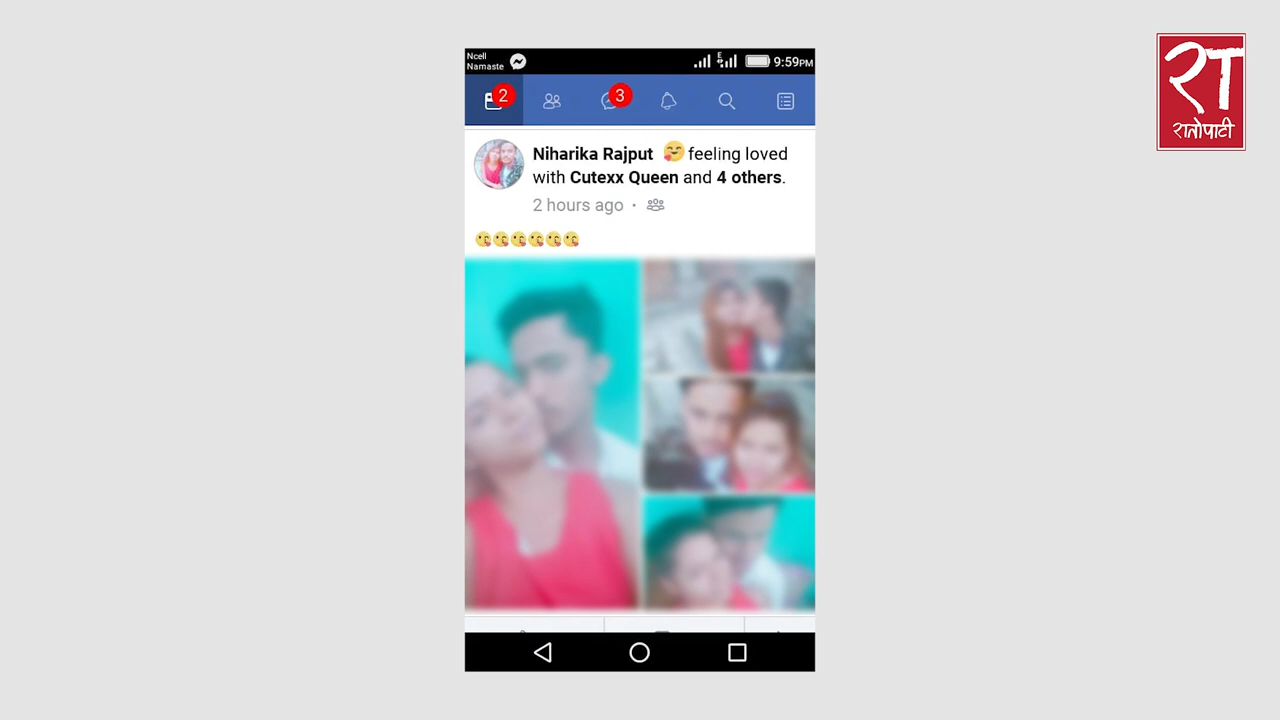 Ncell
Namaste
E
9:59PM
2
3
Niharika Rajput 🥰 feeling loved
with Cutexx Queen and 4 others.
2 hours ago ·
😘😘😘😘😘😘
रा
रातोपाटी